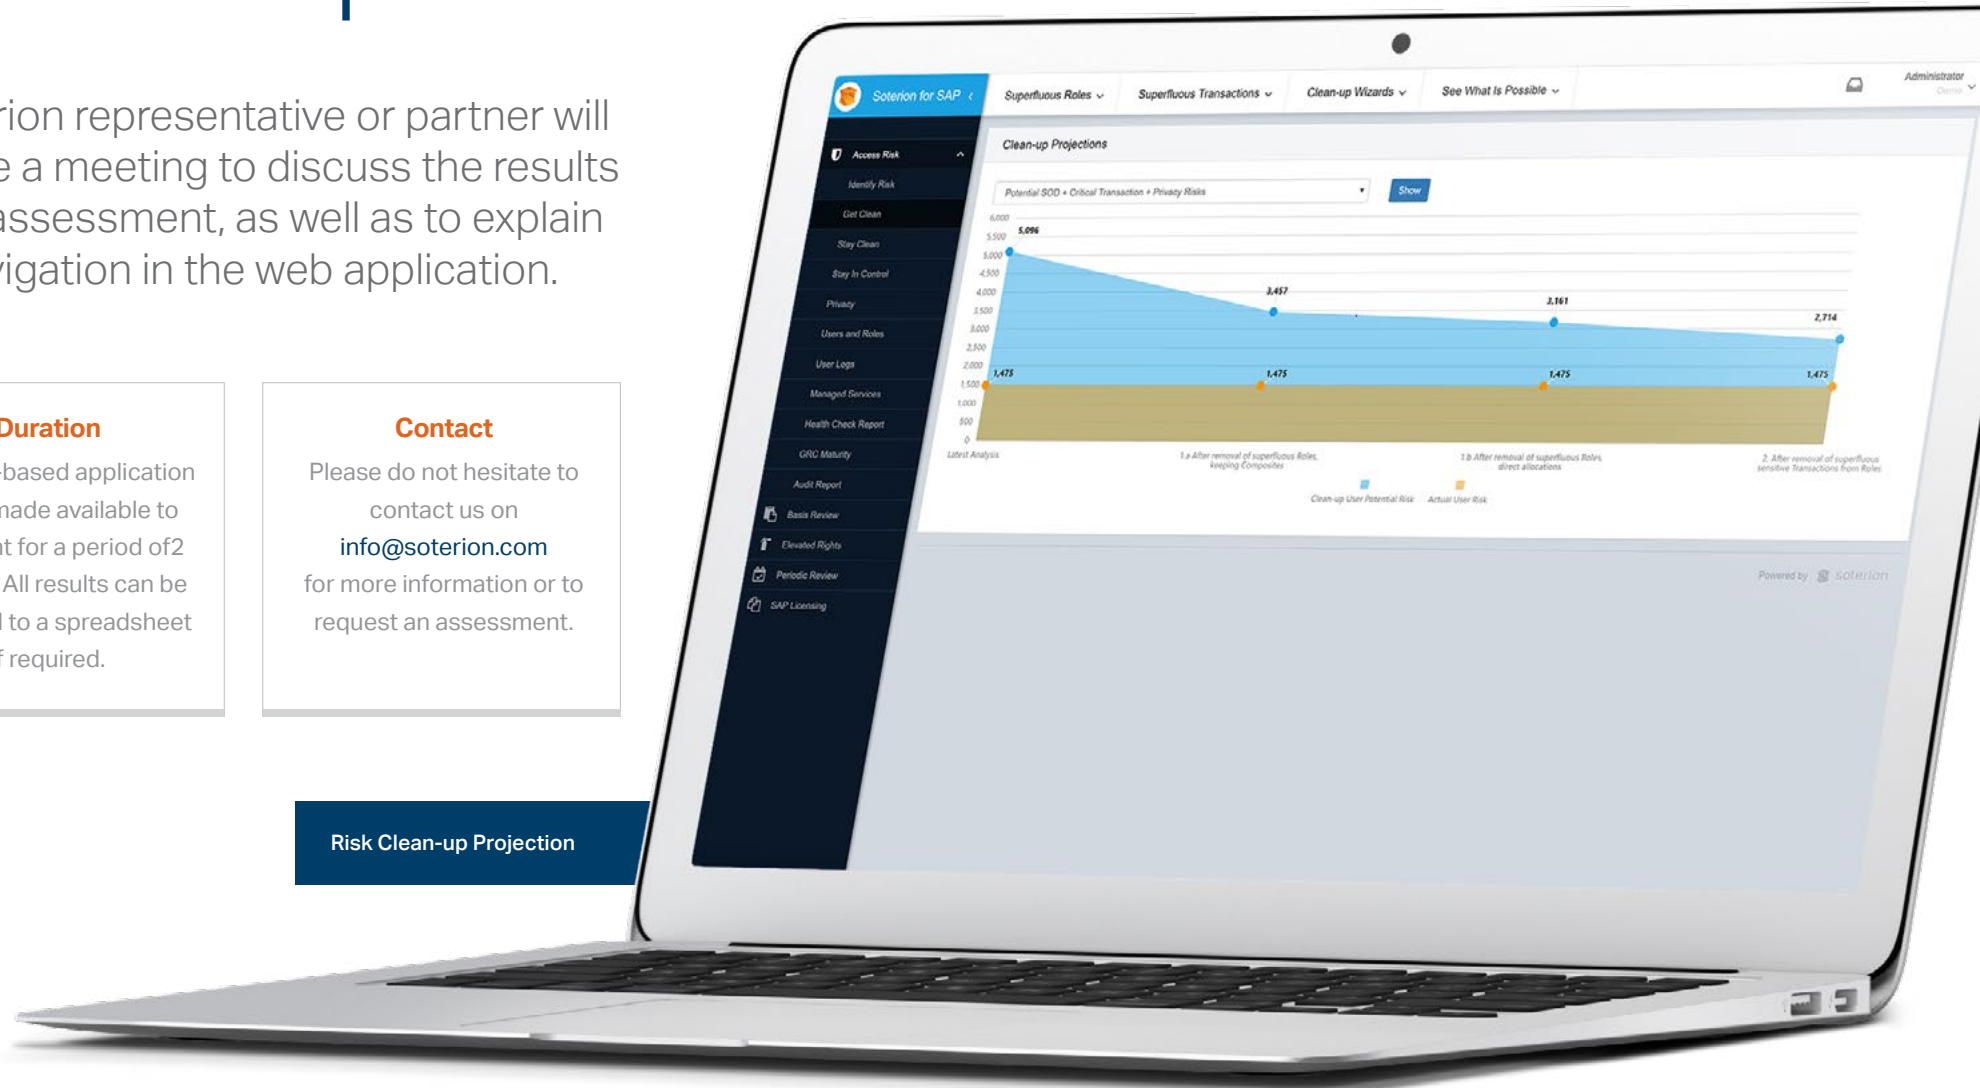 rion representative or partner will
e a meeting to discuss the results
assessment, as well as to explain
vigation in the web application.
Duration
-based application
made available to
nt for a period of2
All results can be
d to a spreadsheet
f required.
Contact
Please do not hesitate to
contact us on
info@soterion.com
for more information or to
request an assessment.
Risk Clean-up Projection
Soterion for SAP
Superfluous Roles
Superfluous Transactions
Clean-up Wizards
See What Is Possible
Administrator
Demo
Access Risk
Identify Risk
Get Clean
Stay Clean
Stay In Control
Privacy
Users and Roles
User Logs
Managed Services
Health Check Report
GRC Maturity
Audit Report
Basis Review
Elevated Rights
Periodic Review
SAP Licensing
Clean-up Projections
Potential SOD + Critical Transaction + Privacy Risks
Show
6,000
5,500
5,000
4,500
4,000
3,500
3,000
2,500
2,000
1,500
1,000
500
0
5,096
3,457
3,161
2,714
1,475
1,475
1,475
1,475
Latest Analysis
1.a After removal of superfluous Roles,
keeping Composites
1.b After removal of superfluous Roles,
direct allocations
2. After removal of superfluous
sensitive Transactions from Roles
Clean-up User Potential Risk
Actual User Risk
Powered by soterion